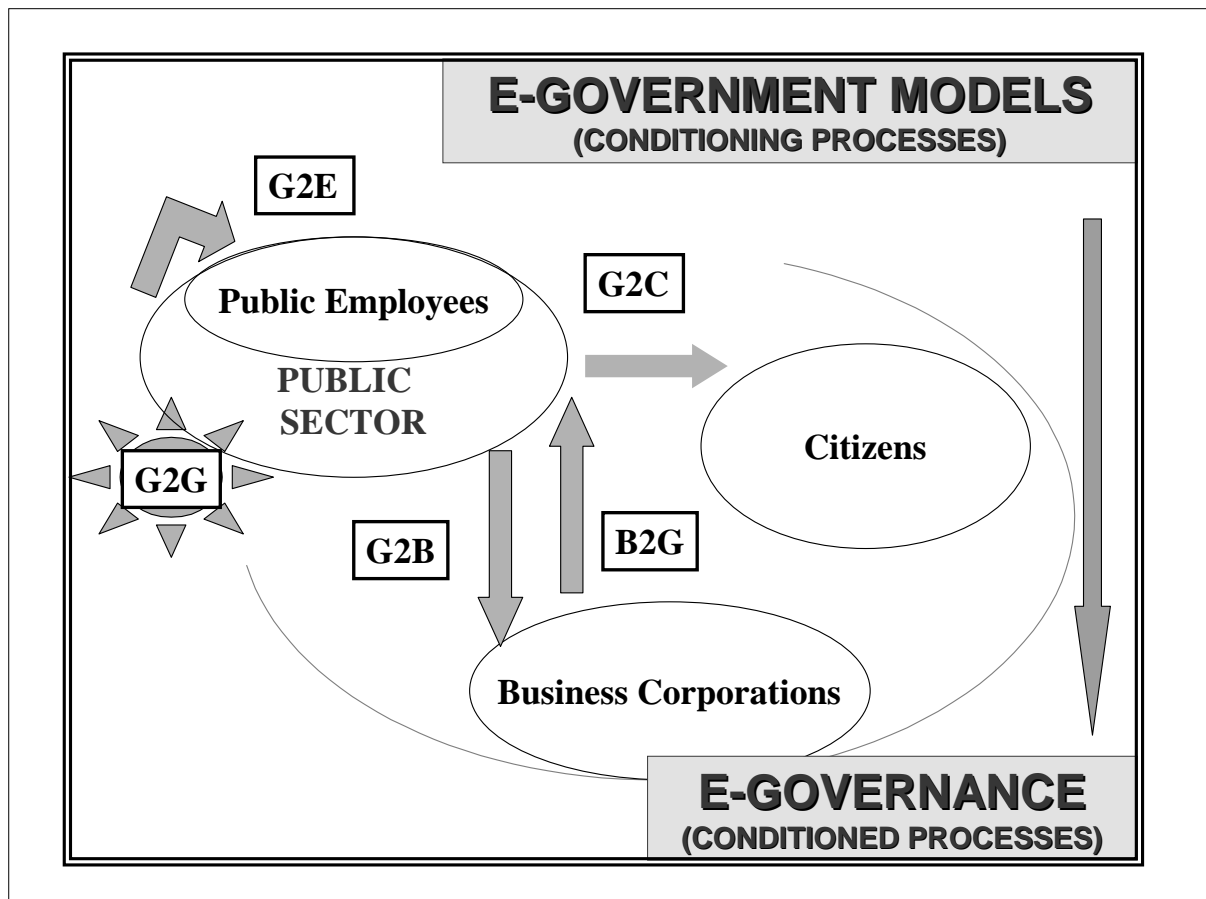 E-GOVERNMENT MODELS
(CONDITIONING PROCESSES)
G2E
G2C
Public Employees
PUBLIC
SECTOR
Citizens
G2G
G2B
B2G
Business Corporations
E-GOVERNANCE
(CONDITIONED PROCESSES)